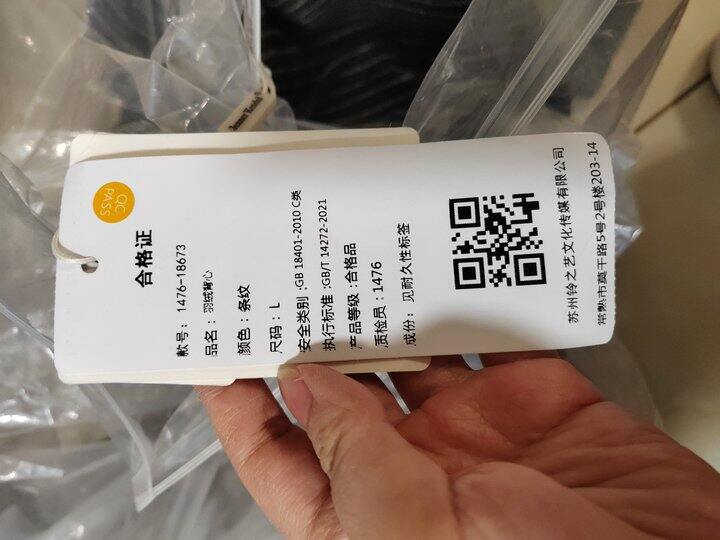 QC
PASS
合格证
款号：1476-18673
品名：羽绒背心
颜色：条纹
尺码：L
安全类别:GB 18401-2010 C类
执行标准:GB/T 14272-2021
产品等级:合格品
质检员:1476
成份：见耐久性标签
苏州铃之艺文化传媒有限公司
常熟市莫干路5号2号楼203-14